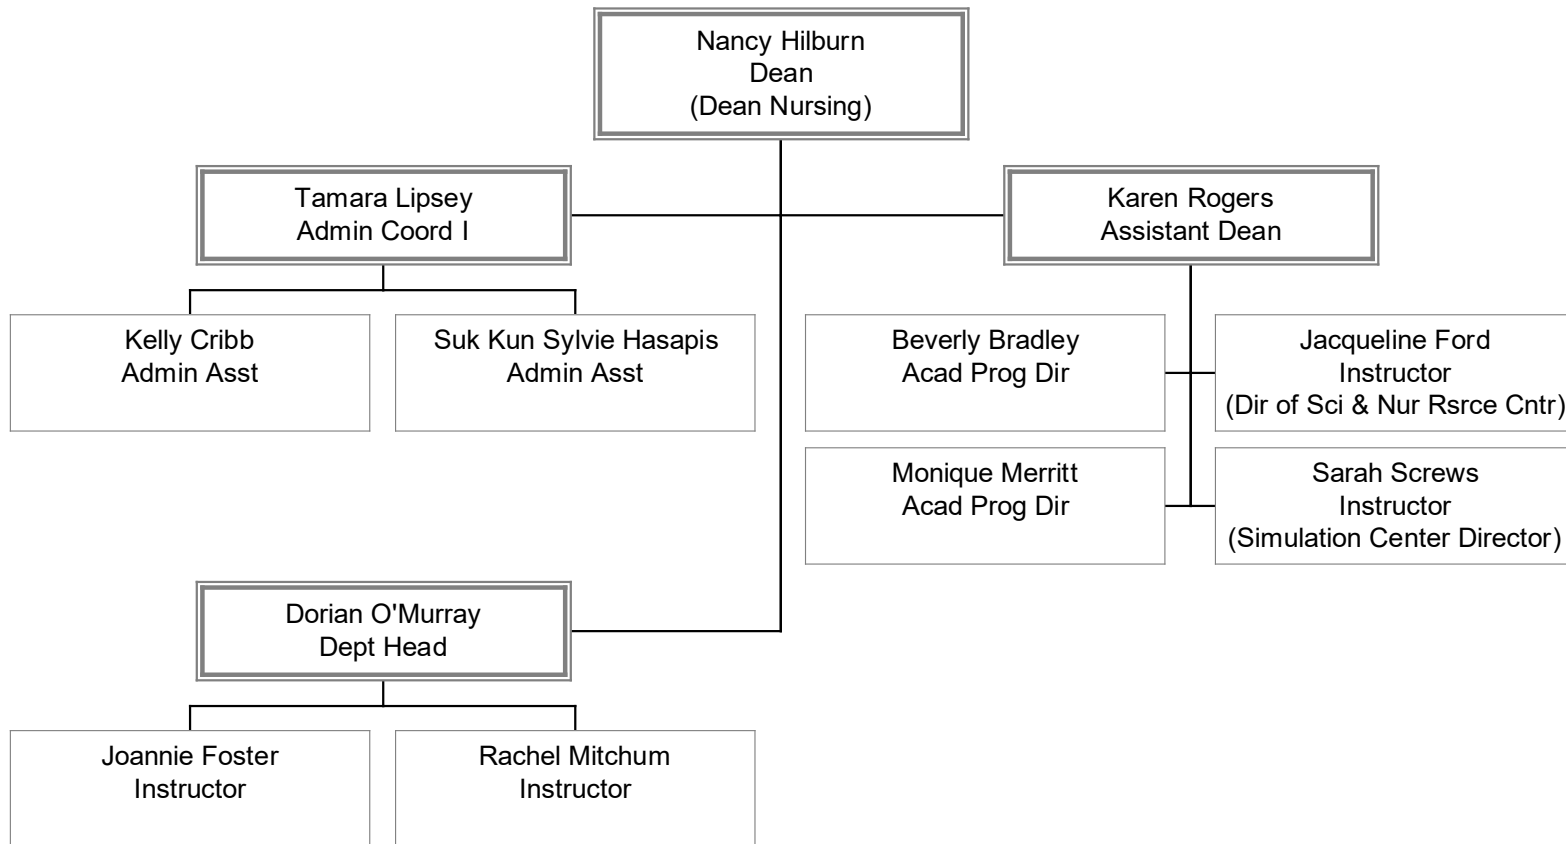 Nancy Hilburn
Dean
(Dean Nursing)
Tamara Lipsey
Admin Coord I
Karen Rogers
Assistant Dean
Kelly Cribb
Admin Asst
Suk Kun Sylvie Hasapis
Admin Asst
Beverly Bradley
Acad Prog Dir
Jacqueline Ford
Instructor
(Dir of Sci & Nur Rsrce Cntr)
Monique Merritt
Acad Prog Dir
Sarah Screws
Instructor
(Simulation Center Director)
Dorian O'Murray
Dept Head
Joannie Foster
Instructor
Rachel Mitchum
Instructor